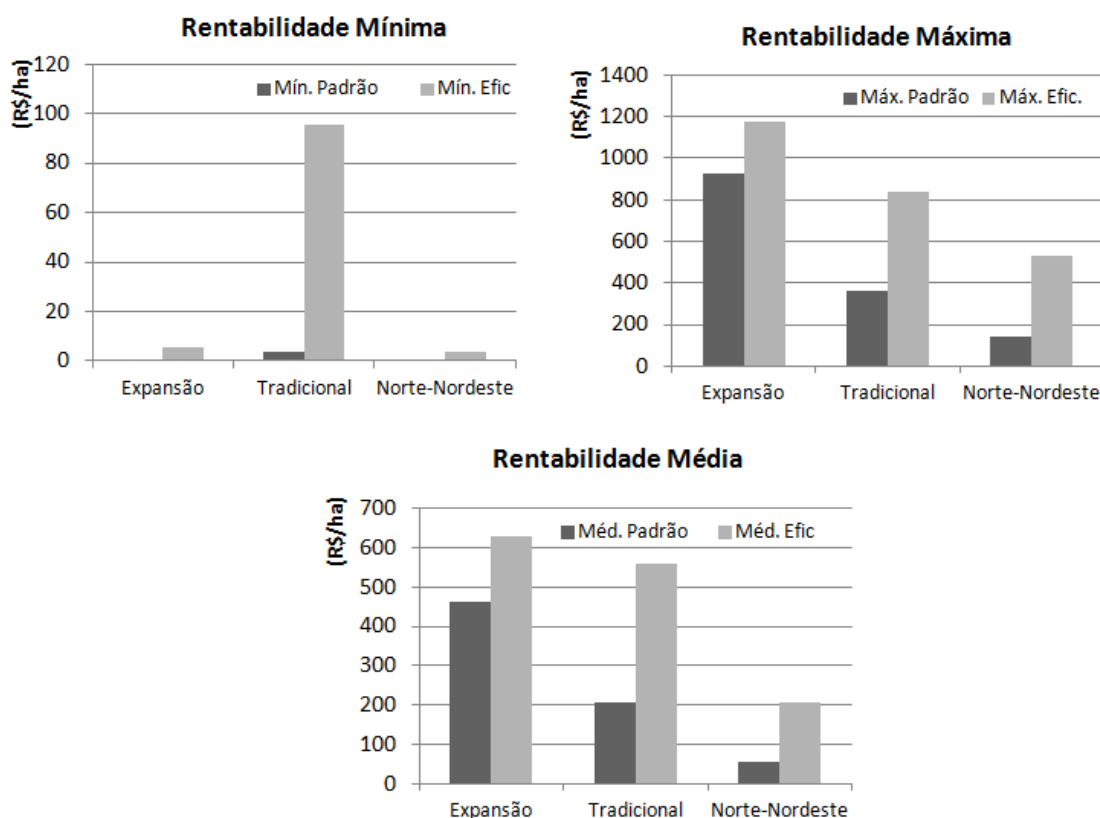 Rentabilidade Mínima
(R$/ha)
120
100
80
60
40
20
0
Mín. Padrão Mín. Efic
Expansão Tradicional Norte-Nordeste
Rentabilidade Máxima
(R$/ha)
1400
1200
1000
800
600
400
200
0
Máx. Padrão Máx. Efic.
Expansão Tradicional Norte-Nordeste
Rentabilidade Média
(R$/ha)
700
600
500
400
300
200
100
0
Méd. Padrão Méd. Efic
Expansão Tradicional Norte-Nordeste